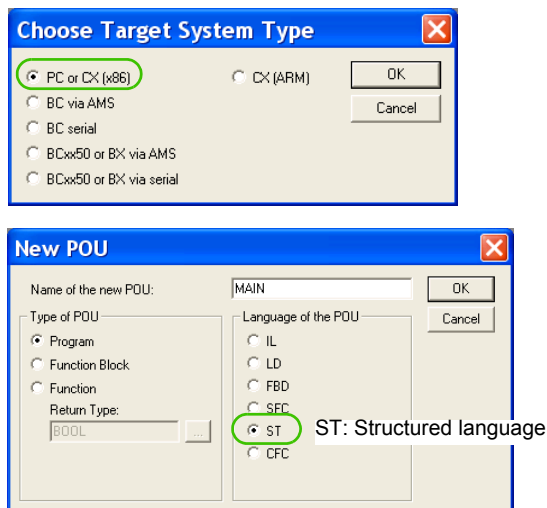 Choose Target System Type
PC or CX (x86)
CX (ARM)
OK
BC via AMS
Cancel
BC serial
BCxx50 or BX via AMS
BCxx50 or BX via serial
New POU
Name of the new POU:
MAIN
OK
Type of POU
Language of the POU
Cancel
Program
IL
Function Block
LD
Function
FBD
Return Type:
SFC
BOOL
...
ST
ST: Structured language
CFC